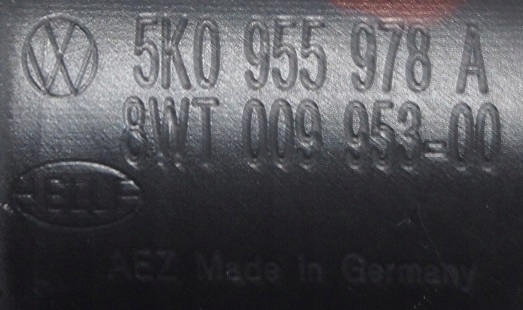 5K0 955 978 A
8WT 009 953-00
AEZ Made in Germany